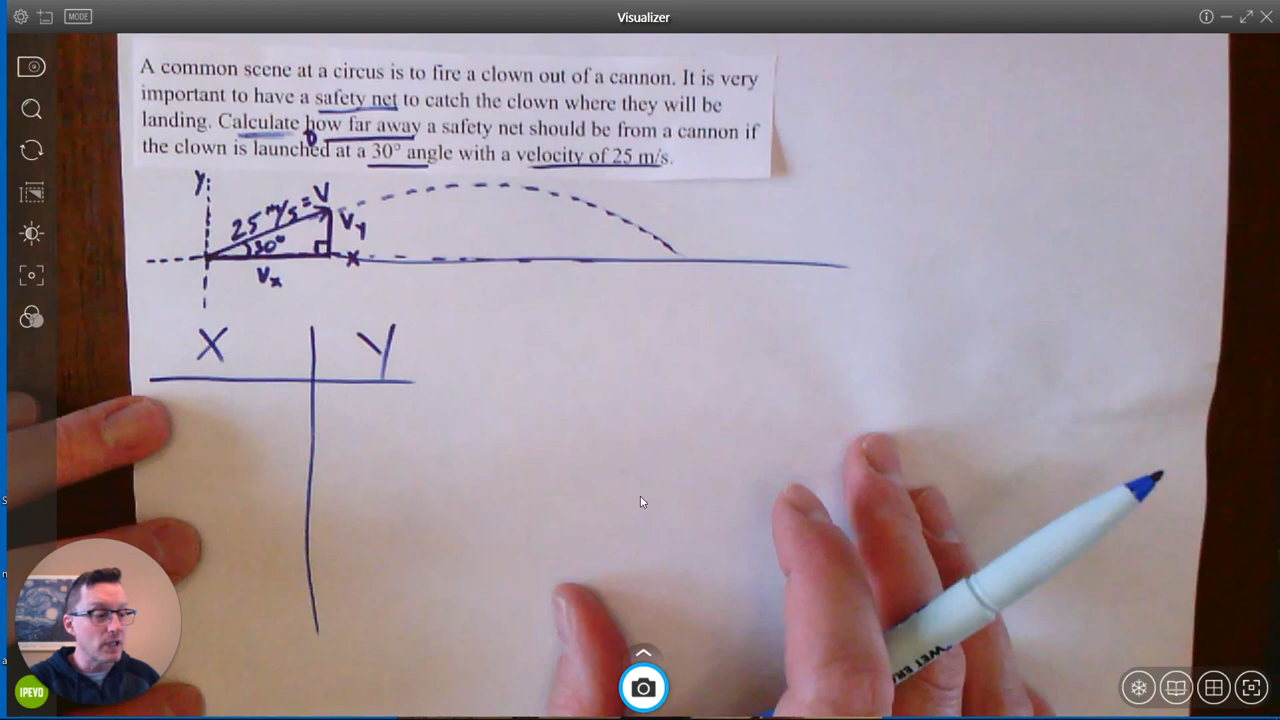 Visualizer
MODE
A common scene at a circus is to fire a clown out of a cannon. It is very
important to have a safety net to catch the clown where they will be
landing. Calculate how far away a safety net should be from a cannon if
the clown is launched at a 30° angle with a velocity of 25 m/s.
y
25 m/s = V
Vy
30°
x
Vx
X Y
IPEVO